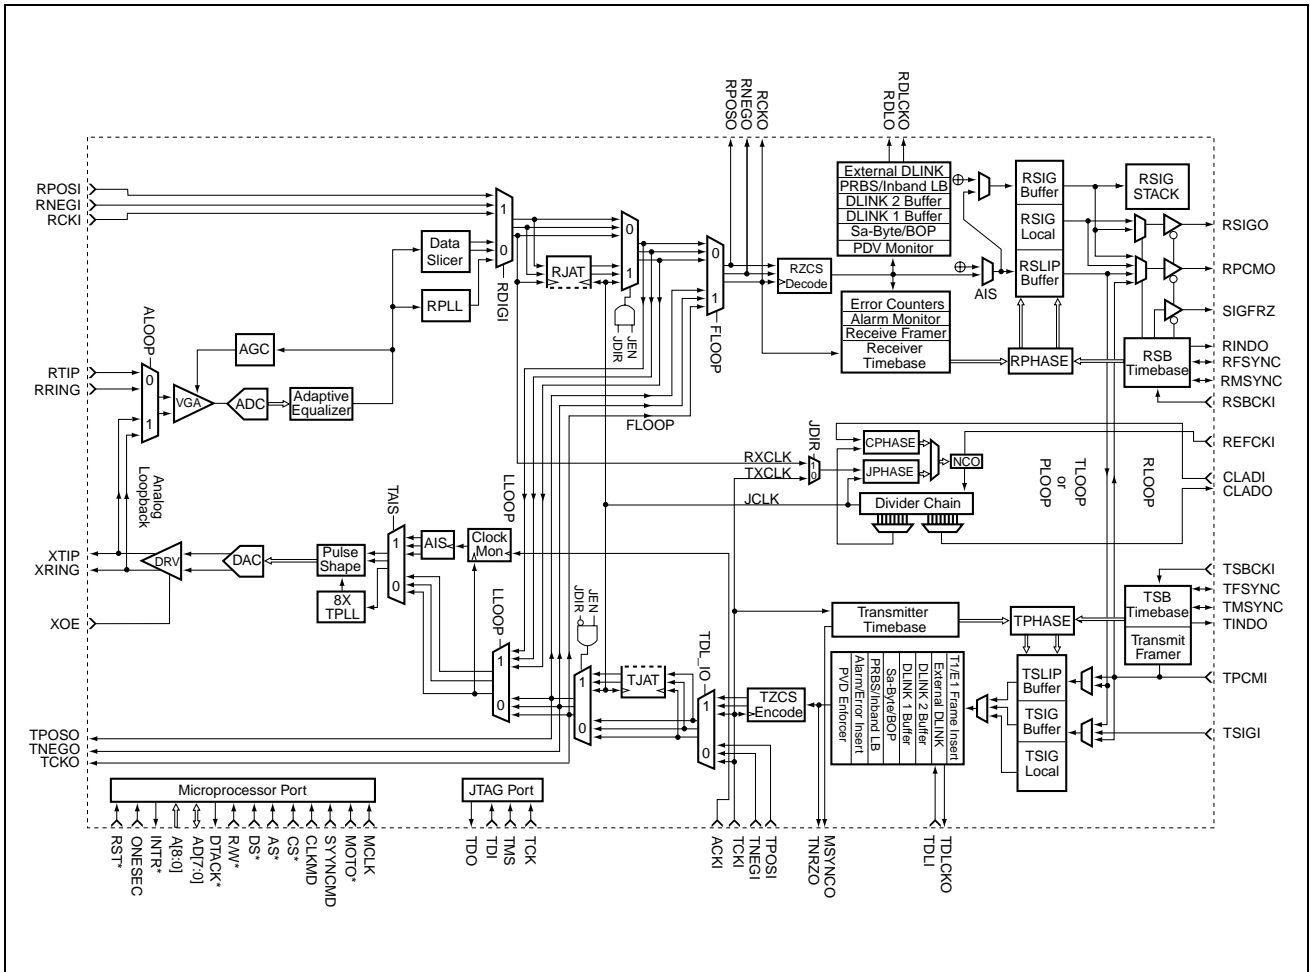 RPOSO
RNEGO
RCKO
RDLO
RDLCKO
RPOSI
RNEGI
RCKI
1
0
RDIGI
Data
Slicer
RPLL
RJAT
0
1
JEN
JDIR
0
1
FLOOP
RZCS
Decode
External DLINK
PRBS/Inband LB
DLINK 2 Buffer
DLINK 1 Buffer
Sa-Byte/BOP
PDV Monitor
AIS
RSIG
Buffer
RSIG
Local
RSLIP
Buffer
RSIG
STACK
RSIGO
RPCMO
SIGFRZ
Error Counters
Alarm Monitor
Receive Framer
Receiver
Timebase
RPHASE
RSB
Timebase
RINDO
RFSYNC
RMSYNC
RSBCKI
ALOOP
0
1
RTIP
RRING
AGC
VGA
ADC
Adaptive
Equalizer
FLOOP
REFCKI
CLADI
CLADO
RXCLK
TXCLK
JCLK
JDIR
1
0
CPHASE
JPHASE
NCO
Divider Chain
PLOOP
or
TLOOP
RLOOP
Analog
Loopback
XTIP
XRING
XOE
DRV
DAC
Pulse
Shape
8X
TPLL
TAIS
1
0
AIS
Clock
Mon
LLOOP
LLOOP
1
0
JEN
JDIR
1
0
TJAT
TDL_IO
1
0
TZCS
Encode
Transmitter
Timebase
TPHASE
TSB
Timebase
Transmit
Framer
TSBCKI
TFSYNC
TMSYNC
TINDO
TPCMI
TSIGI
T1/E1 Frame Insert
External DLINK
DLINK 2 Buffer
DLINK 1 Buffer
Sa-Byte/BOP
PRBS/Inband LB
Alarm/Error Insert
PVD Enforcer
TSLIP
Buffer
TSIG
Buffer
TSIG
Local
TPOSO
TNEGO
TCKO
Microprocessor Port
RST*
ONESEC
INTR*
A[8:0]
AD[7:0]
DTACK*
R/W*
DS*
AS*
CS*
CLKMD
SYYNCMD
MOTO*
MCLK
JTAG Port
TDO
TDI
TMS
TCK
ACKI
TCKI
TNEGI
TPOSI
TNRZO
MSYNCO
TDLI
TDLCKO